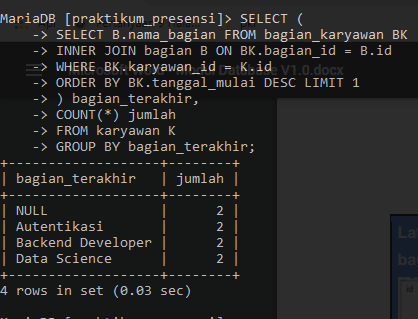 MariaDB [praktikum_presensi]> SELECT (
-> SELECT B.nama_bagian FROM bagian_karyawan BK
-> INNER JOIN bagian B ON BK.bagian_id = B.id
-> WHERE BK.karyawan_id = K.id
-> ORDER BY BK.tanggal_mulai DESC LIMIT 1
-> ) bagian_terakhir,
-> COUNT(*) jumlah
-> FROM karyawan K
-> GROUP BY bagian_terakhir;
+-------------------+--------+
| bagian_terakhir | jumlah |
+-------------------+--------+
| NULL | 2 |
| Autentikasi | 2 |
| Backend Developer | 2 |
| Data Science | 2 |
+-------------------+--------+
4 rows in set (0.03 sec)